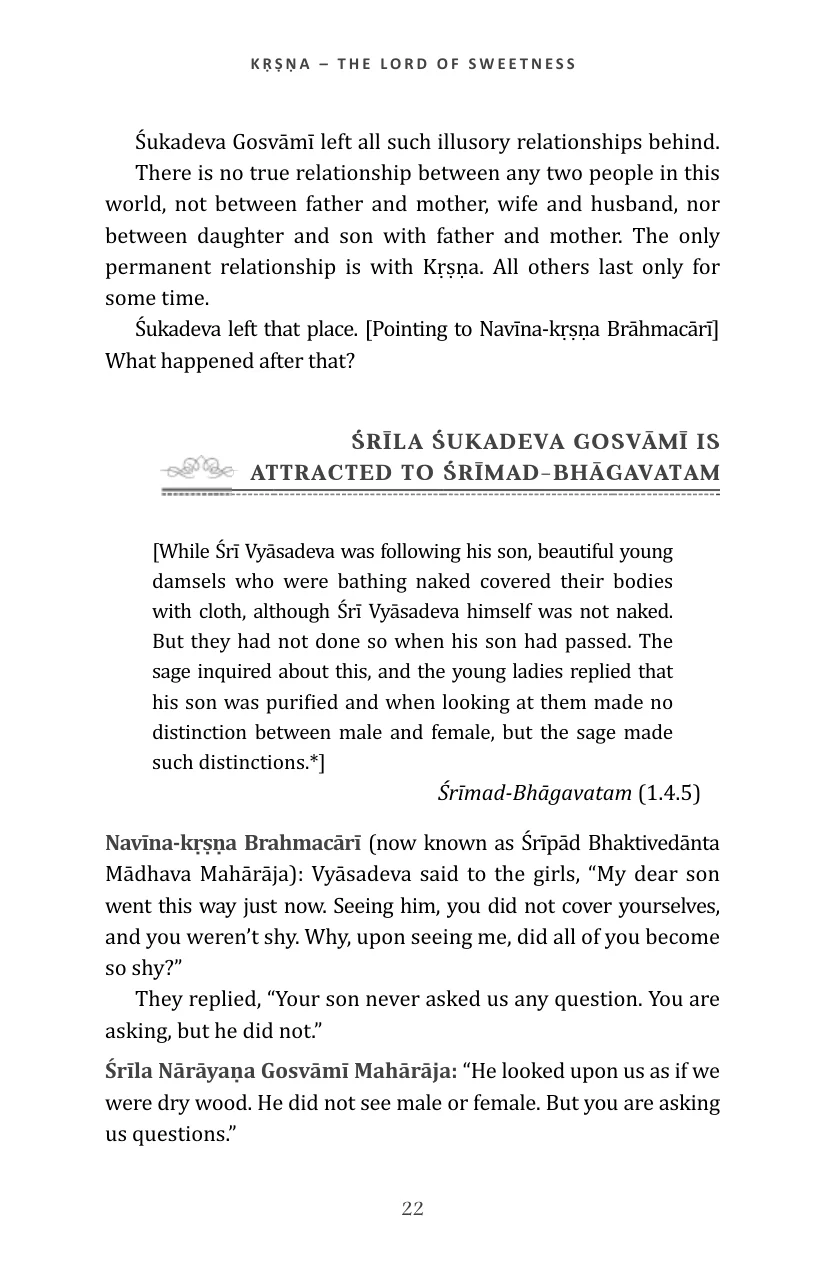 KṚṢṆA – THE LORD OF SWEETNESS
Śukadeva Gosvāmī left all such illusory relationships behind.
There is no true relationship between any two people in this
world, not between father and mother, wife and husband, nor
between daughter and son with father and mother. The only
permanent relationship is with Kṛṣṇa. All others last only for
some time.
Śukadeva left that place. [Pointing to Navīna-kṛṣṇa Brāhmacārī]
What happened after that?
ŚRĪLA ŚUKADEVA GOSVĀMĪ IS
ATTRACTED TO ŚRĪMAD-BHĀGAVATAM
[While Śrī Vyāsadeva was following his son, beautiful young
damsels who were bathing naked covered their bodies
with cloth, although Śrī Vyāsadeva himself was not naked.
But they had not done so when his son had passed. The
sage inquired about this, and the young ladies replied that
his son was purified and when looking at them made no
distinction between male and female, but the sage made
such distinctions.*]
Śrīmad-Bhāgavatam (1.4.5)
Navīna-kṛṣṇa Brahmacārī (now known as Śrīpād Bhaktivedānta
Mādhava Mahārāja): Vyāsadeva said to the girls, “My dear son
went this way just now. Seeing him, you did not cover yourselves,
and you weren’t shy. Why, upon seeing me, did all of you become
so shy?”
They replied, “Your son never asked us any question. You are
asking, but he did not.”
Śrīla Nārāyaṇa Gosvāmī Mahārāja: “He looked upon us as if we
were dry wood. He did not see male or female. But you are asking
us questions.”
22